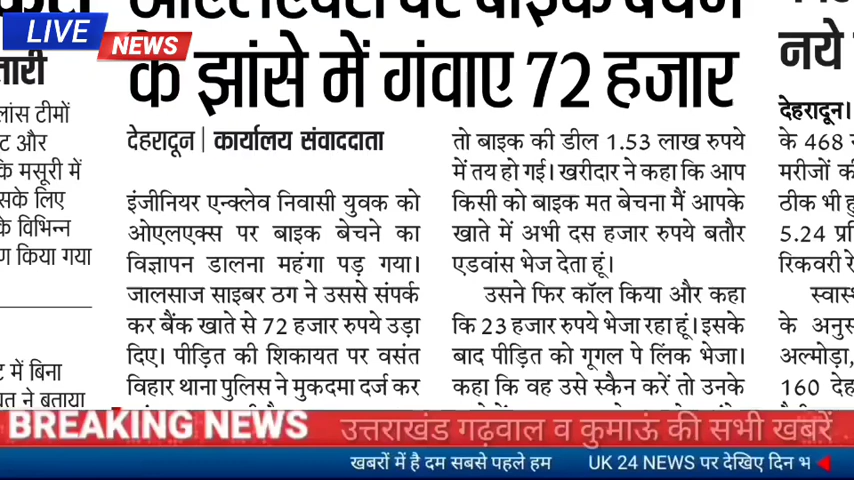 LIVE
NEWS
ओएलएक्स पर बाइक बेचने
के झांसे में गंवाए 72 हजार
देहरादून | कार्यालय संवाददाता
इंजीनियर एन्क्लेव निवासी युवक को
ओएलएक्स पर बाइक बेचने का
विज्ञापन डालना महंगा पड़ गया।
जालसाज साइबर ठग ने उससे संपर्क
कर बैंक खाते से 72 हजार रुपये उड़ा
दिए। पीड़ित की शिकायत पर वसंत
विहार थाना पुलिस ने मुकदमा दर्ज कर
तो बाइक की डील 1.53 लाख रुपये
में तय हो गई। खरीदार ने कहा कि आप
किसी को बाइक मत बेचना मैं आपके
खाते में अभी दस हजार रुपये बतौर
एडवांस भेज देता हूं।
उसने फिर कॉल किया और कहा
कि 23 हजार रुपये भेजा रहा हूं। इसके
बाद पीड़ित को गूगल पे लिंक भेजा।
कहा कि वह उसे स्कैन करें तो उनके
तारी
लांस टीमों
ट और
कि मसूरी में
सके लिए
के विभिन्न
ण किया गया
ट में बिना
यत ने बताया
नये
देहरादून।
के 468
मरीजों की
ठीक भी हु
5.24 प्रति
रिकवरी रे
स्वास्थ
के अनुस
अल्मोड़ा,
160 देह
BREAKING NEWS
उत्तराखंड गढ़वाल व कुमाऊं की सभी खबरें
खबरों में है दम सबसे पहले हम
UK 24 NEWS पर देखिए दिन भ